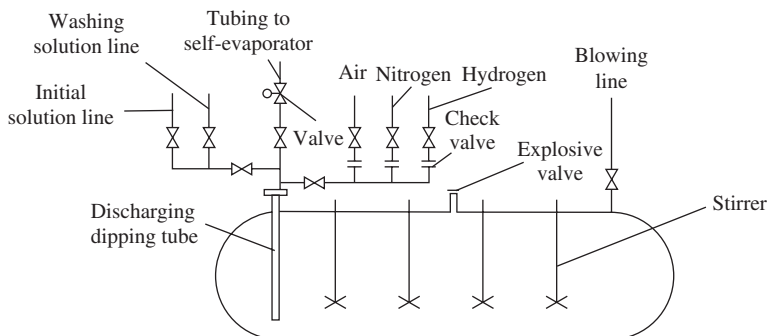 Washing
solution line
Tubing to
self-evaporator
Initial
solution line
Valve
Air
Nitrogen
Hydrogen
Check
valve
Explosive
valve
Blowing
line
Discharging
dipping tube
Stirrer